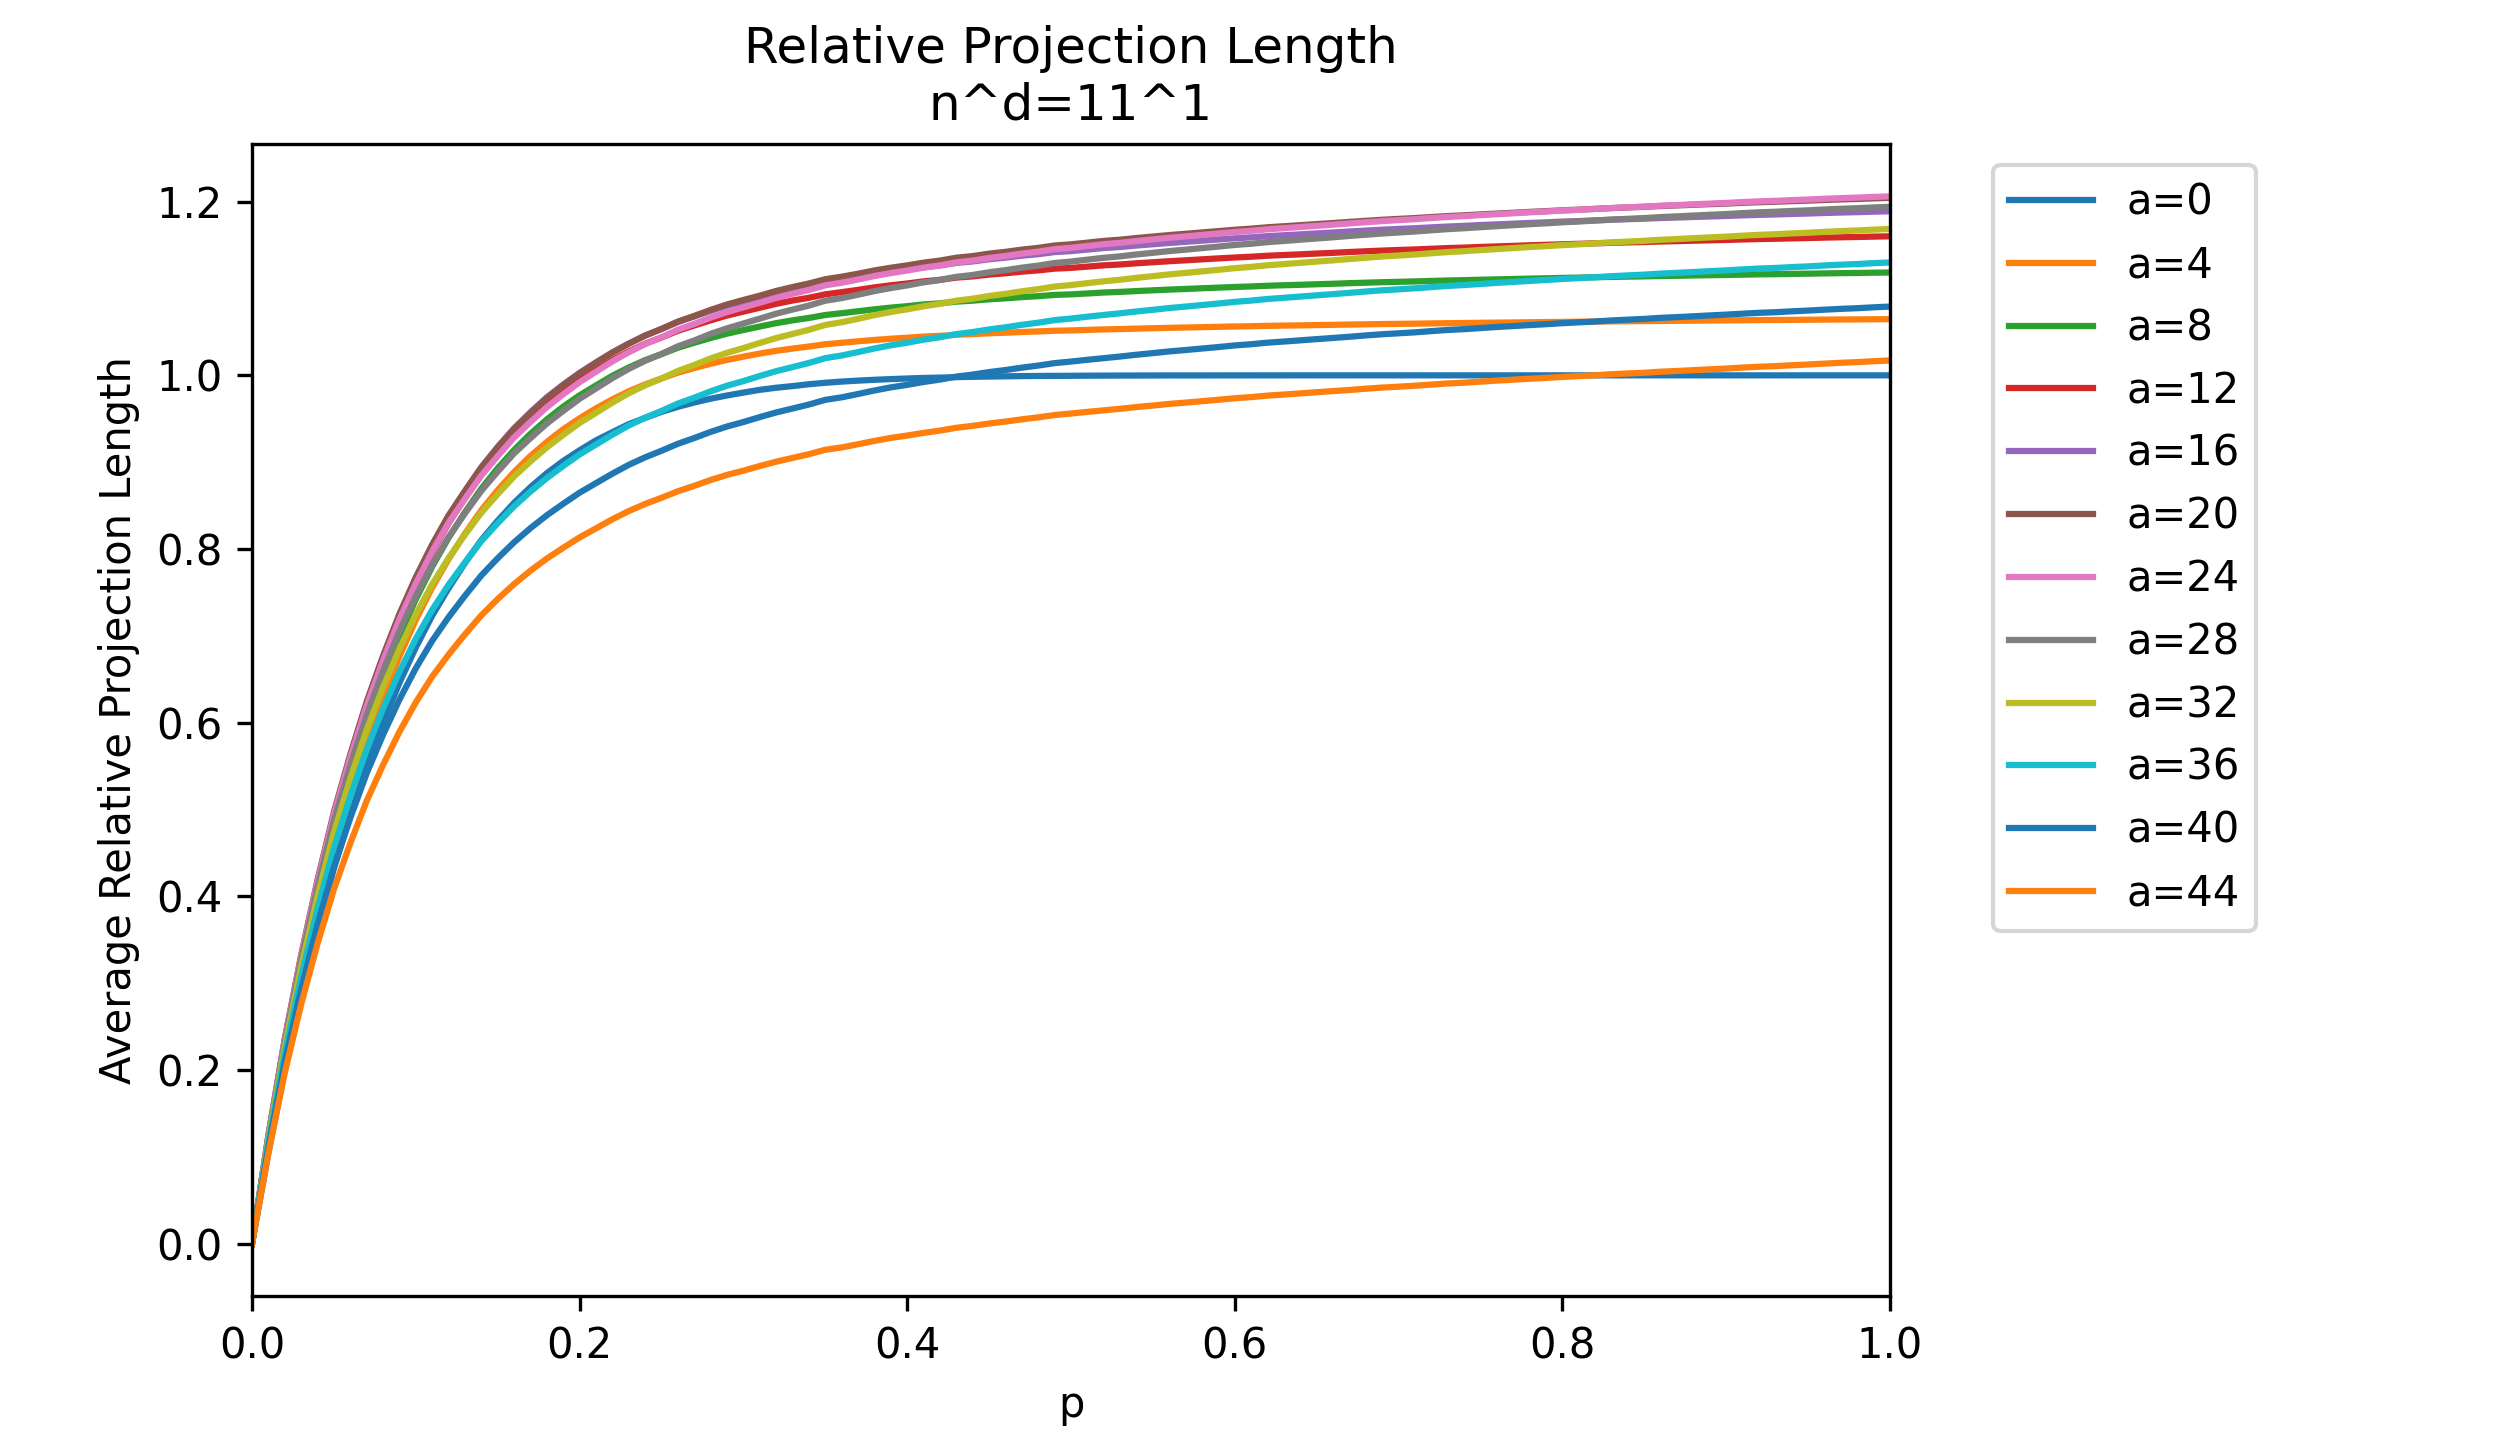 Relative Projection Length
n^d=11^1
Average Relative Projection Length
1.2
1.0
0.8
0.6
0.4
0.2
0.0
0.0 0.2 0.4 0.6 0.8 1.0
p
a=0
a=4
a=8
a=12
a=16
a=20
a=24
a=28
a=32
a=36
a=40
a=44